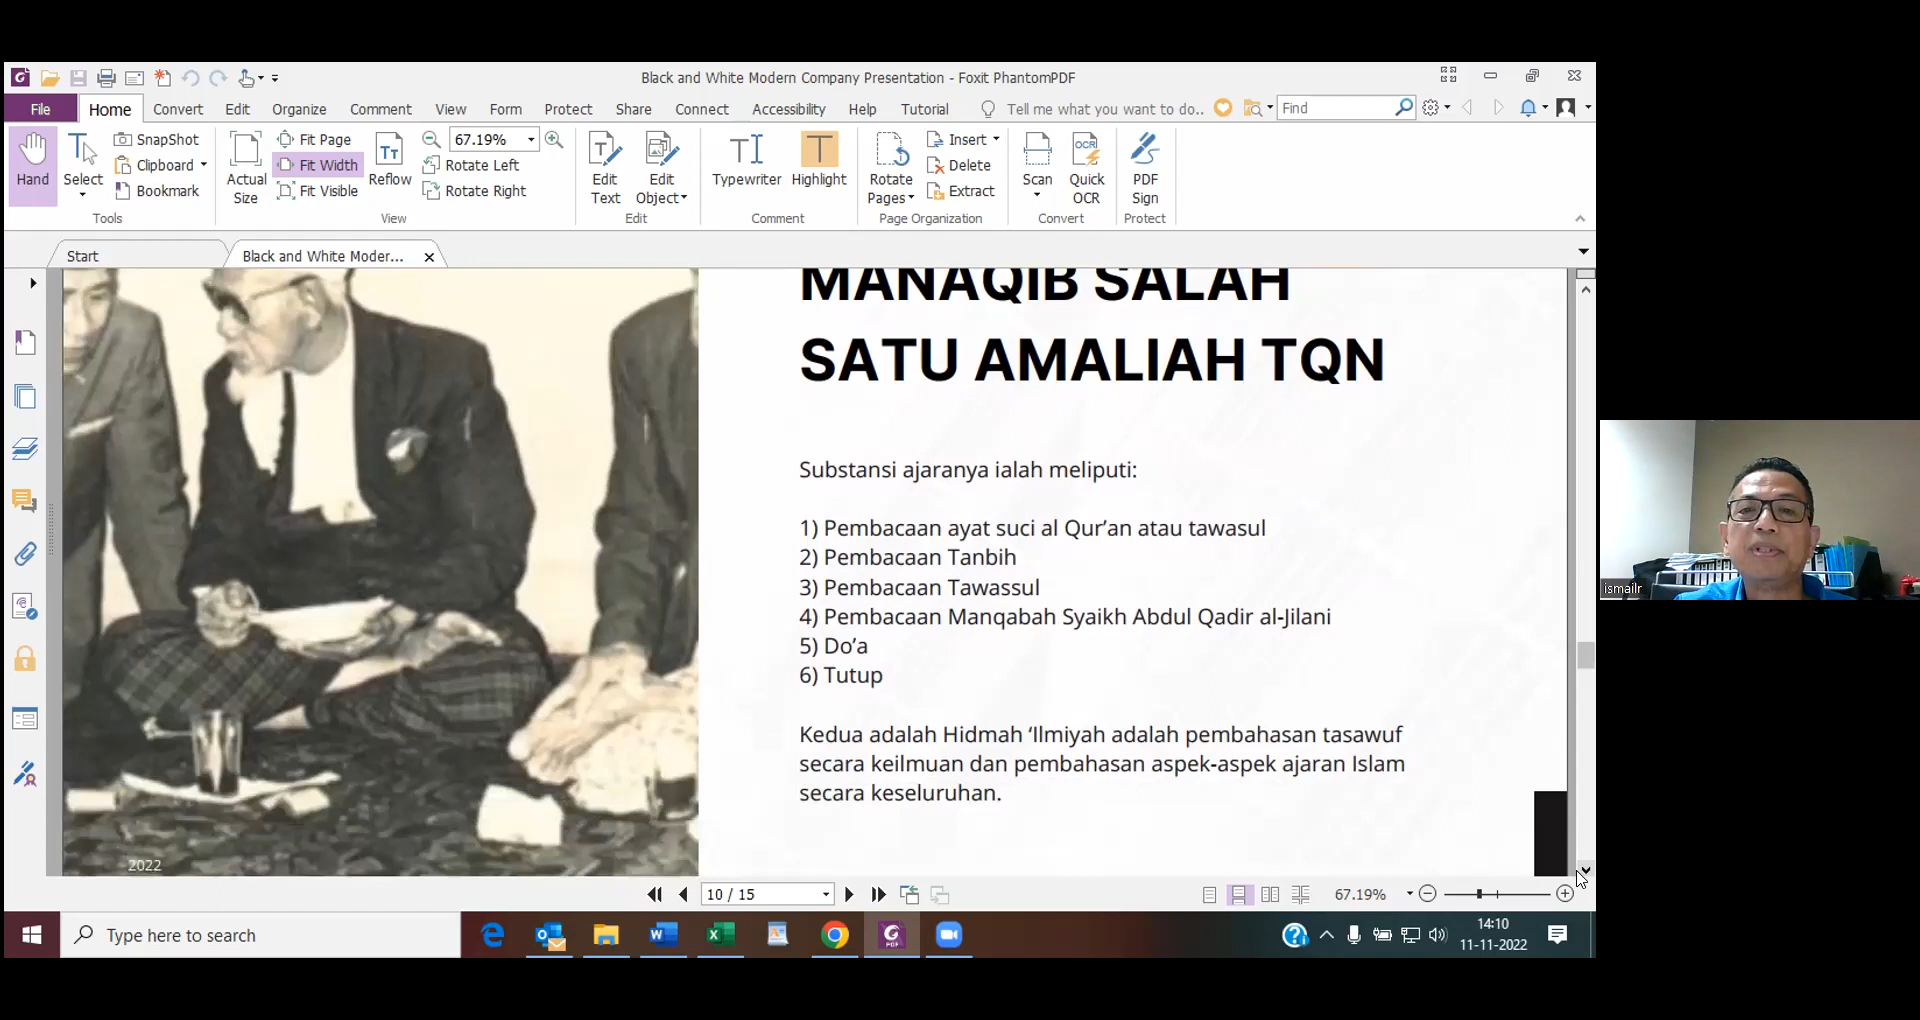 Black and White Modern Company Presentation - Foxit PhantomPDF
File Home Convert Edit Organize Comment View Form Protect Share Connect Accessibility Help Tutorial Tell me what you want to do.. Find
Hand
Select
SnapShot
Clipboard
Bookmark
Tools
Actual
Size
Fit Page
Fit Width
Fit Visible
Reflow
67.19%
Rotate Left
Rotate Right
View
Edit
Text
Edit
Object
Edit
Typewriter
Highlight
Comment
Rotate
Pages
Insert
Delete
Extract
Page Organization
Scan
OCR
Quick
OCR
Convert
PDF
Sign
Protect
Start
Black and White Moder...
MANAQIB SALAH
SATU AMALIAH TQN
Substansi ajaranya ialah meliputi:
1) Pembacaan ayat suci al Qur’an atau tawasul
2) Pembacaan Tanbih
3) Pembacaan Tawassul
4) Pembacaan Manqabah Syaikh Abdul Qadir al-Jilani
5) Do’a
6) Tutup
Kedua adalah Hidmah ‘Ilmiyah adalah pembahasan tasawuf
secara keilmuan dan pembahasan aspek-aspek ajaran Islam
secara keseluruhan.
2022
ismailr
10 / 15
67.19%
Type here to search
14:10
11-11-2022